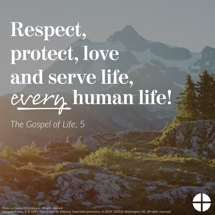 Respect,
protect, love
and serve life,
every human life!
The Gospel of Life, 5